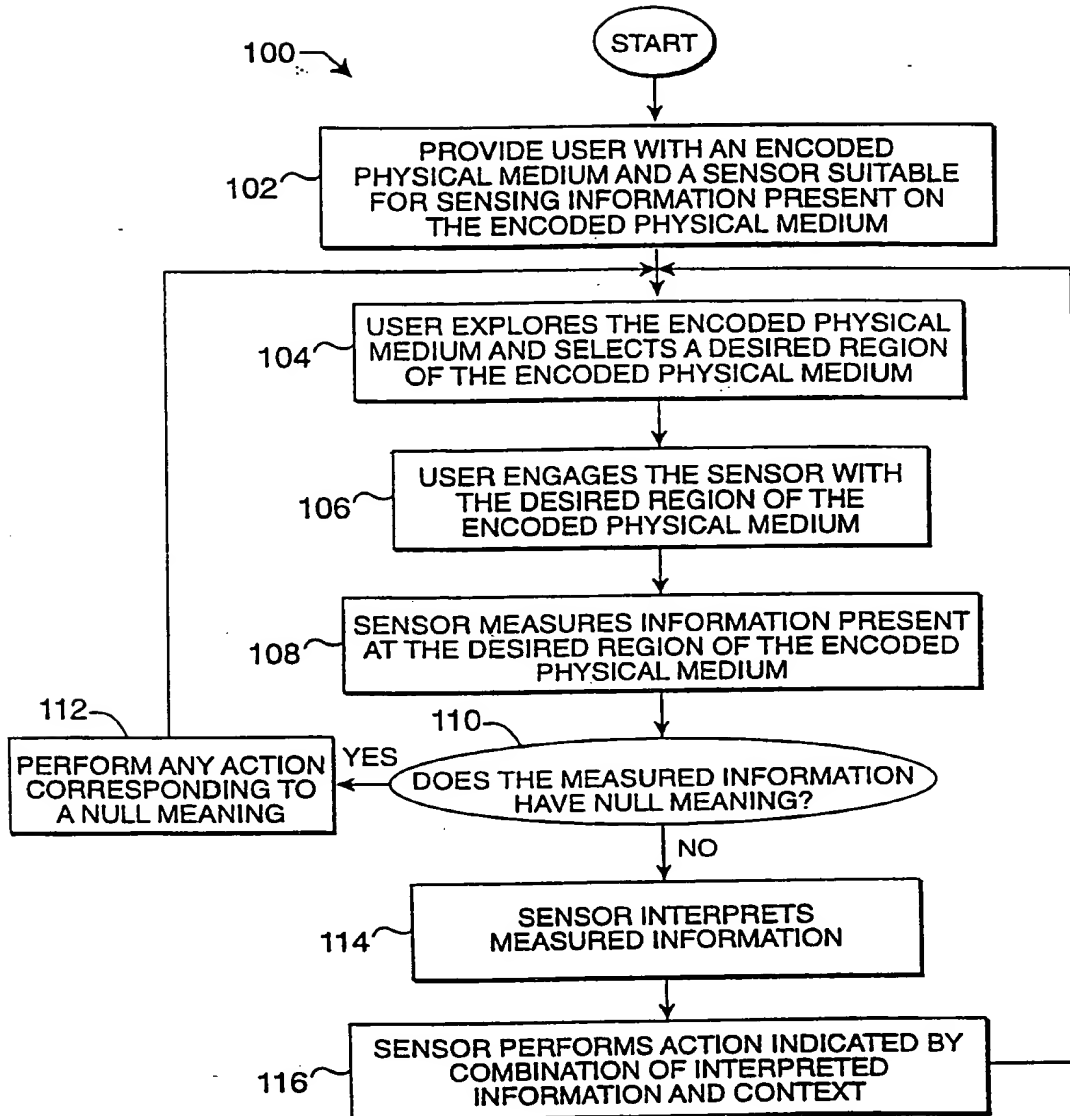 START
100
PROVIDE USER WITH AN ENCODED
PHYSICAL MEDIUM AND A SENSOR SUITABLE
FOR SENSING INFORMATION PRESENT ON
THE ENCODED PHYSICAL MEDIUM
102
USER EXPLORES THE ENCODED PHYSICAL
MEDIUM AND SELECTS A DESIRED REGION
OF THE ENCODED PHYSICAL MEDIUM
104
USER ENGAGES THE SENSOR WITH
THE DESIRED REGION OF THE
ENCODED PHYSICAL MEDIUM
106
SENSOR MEASURES INFORMATION PRESENT
AT THE DESIRED REGION OF THE ENCODED
PHYSICAL MEDIUM
108
110
DOES THE MEASURED INFORMATION
HAVE NULL MEANING?
YES
112
PERFORM ANY ACTION
CORRESPONDING TO
A NULL MEANING
NO
SENSOR INTERPRETS
MEASURED INFORMATION
114
SENSOR PERFORMS ACTION INDICATED BY
COMBINATION OF INTERPRETED
INFORMATION AND CONTEXT
116